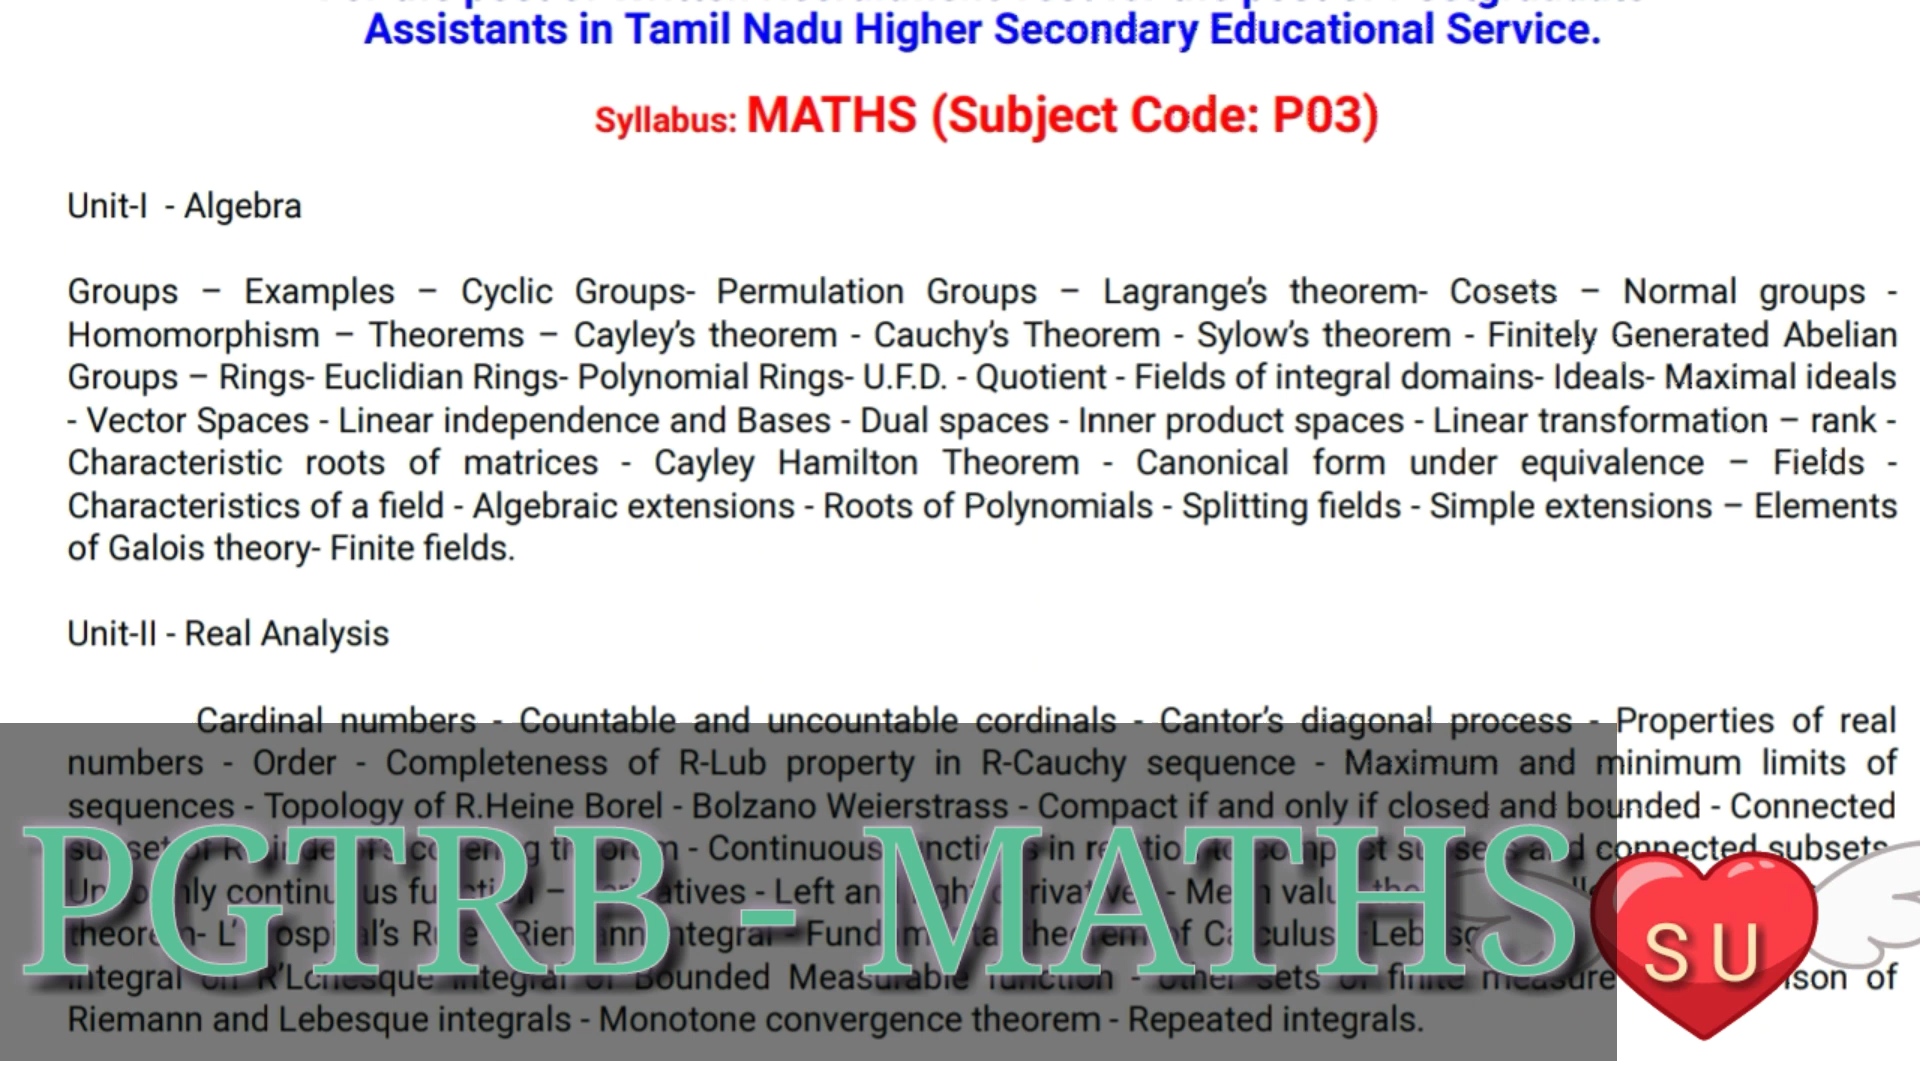 Assistants in Tamil Nadu Higher Secondary Educational Service.
Syllabus: MATHS (Subject Code: P03)
Unit-I - Algebra
Groups – Examples – Cyclic Groups- Permulation Groups – Lagrange's theorem- Cosets – Normal groups -
Homomorphism – Theorems – Cayley's theorem - Cauchy's Theorem - Sylow's theorem - Finitely Generated Abelian
Groups – Rings- Euclidian Rings- Polynomial Rings- U.F.D. - Quotient - Fields of integral domains- Ideals- Maximal ideals
- Vector Spaces - Linear independence and Bases - Dual spaces - Inner product spaces - Linear transformation – rank -
Characteristic roots of matrices - Cayley Hamilton Theorem - Canonical form under equivalence – Fields -
Characteristics of a field - Algebraic extensions - Roots of Polynomials - Splitting fields - Simple extensions – Elements
of Galois theory- Finite fields.
Unit-II - Real Analysis
Cardinal numbers - Countable and uncountable cordinals - Cantor's diagonal process - Properties of real
numbers - Order - Completeness of R-Lub property in R-Cauchy sequence - Maximum and minimum limits of
sequences - Topology of R.Heine Borel - Bolzano Weierstrass - Compact if and only if closed and bounded - Connected
- Continuous in connected subsets
- Left
of
integral Bounded Measurable function - other sets of finite measure of
Riemann and Lebesque integrals - Monotone convergence theorem - Repeated integrals.
PGTRB - MATHS
SU